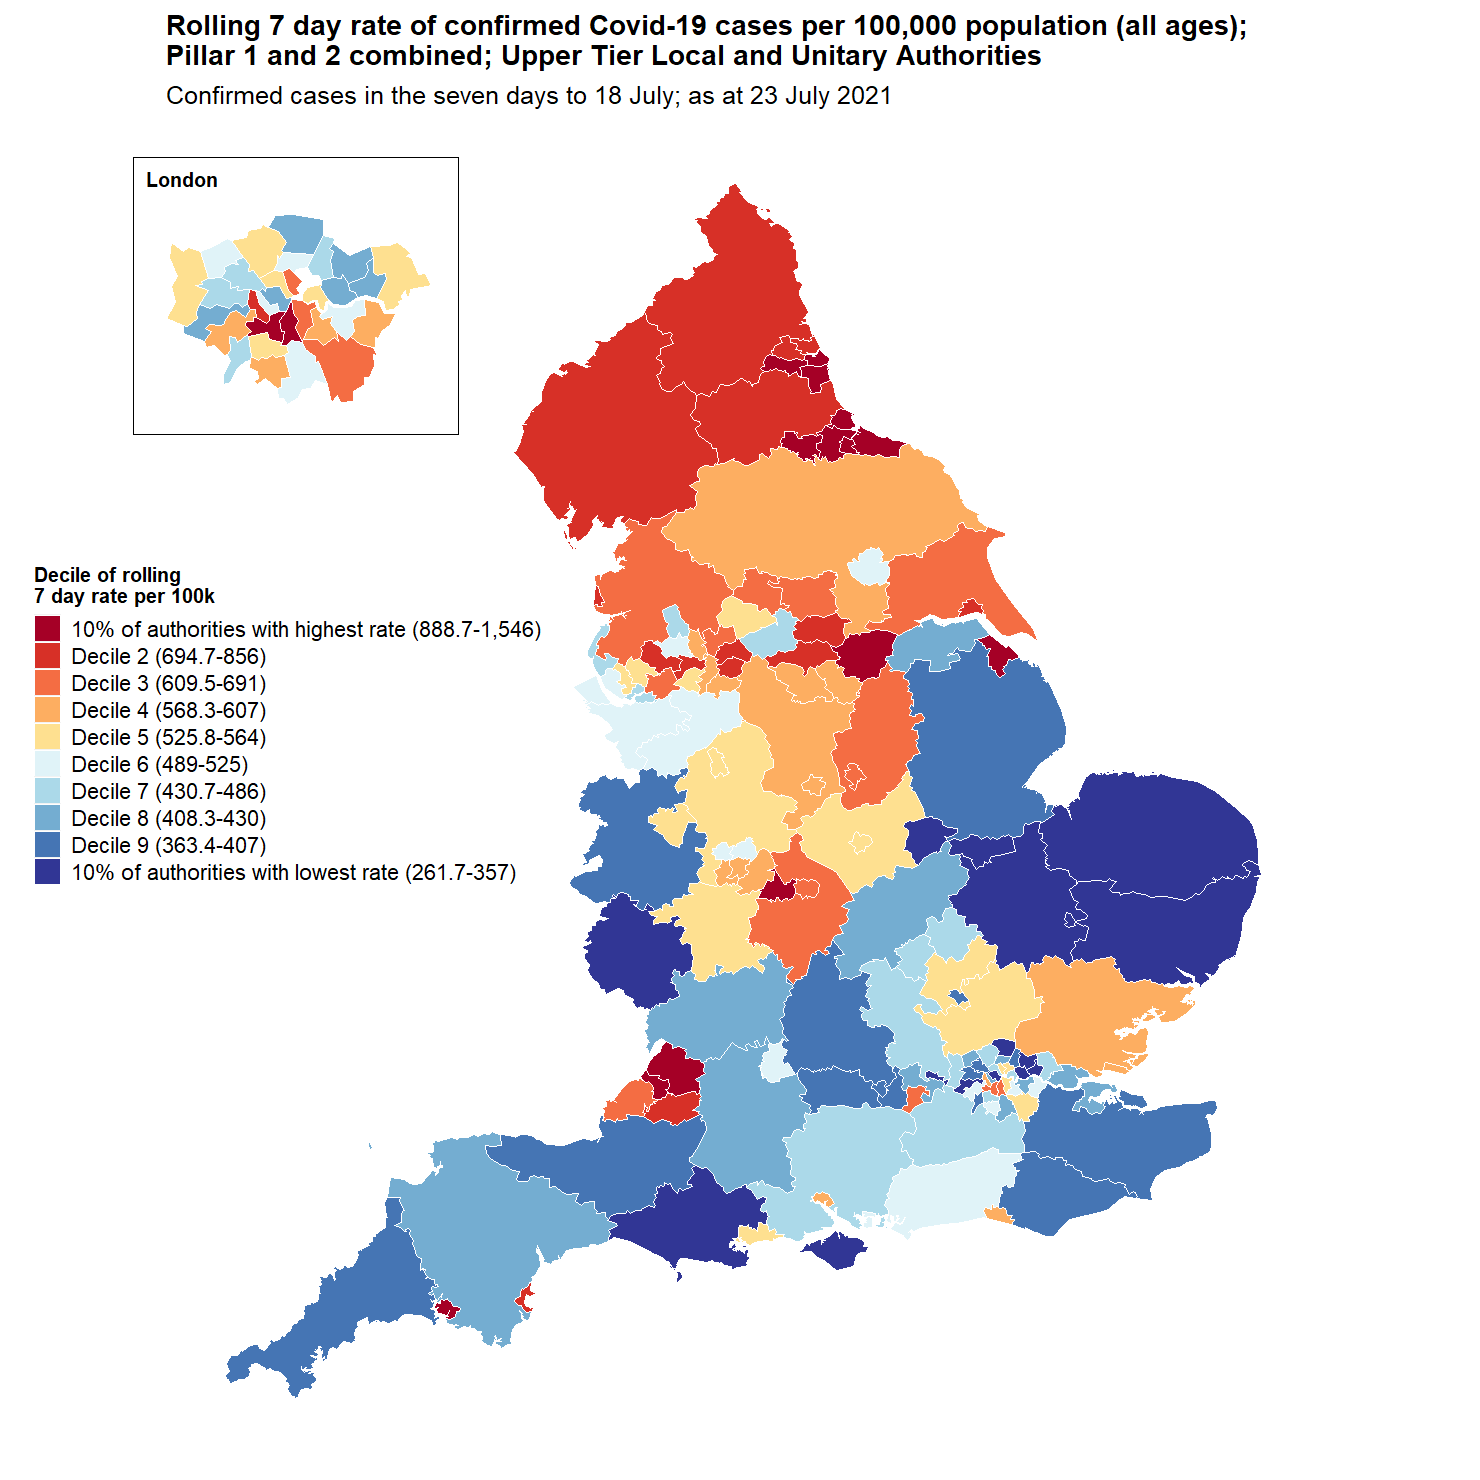 Rolling 7 day rate of confirmed Covid-19 cases per 100,000 population (all ages);
Pillar 1 and 2 combined; Upper Tier Local and Unitary Authorities
Confirmed cases in the seven days to 18 July; as at 23 July 2021
London
Decile of rolling
7 day rate per 100k
10% of authorities with highest rate (888.7-1,546)
Decile 2 (694.7-856)
Decile 3 (609.5-691)
Decile 4 (568.3-607)
Decile 5 (525.8-564)
Decile 6 (489-525)
Decile 7 (430.7-486)
Decile 8 (408.3-430)
Decile 9 (363.4-407)
10% of authorities with lowest rate (261.7-357)